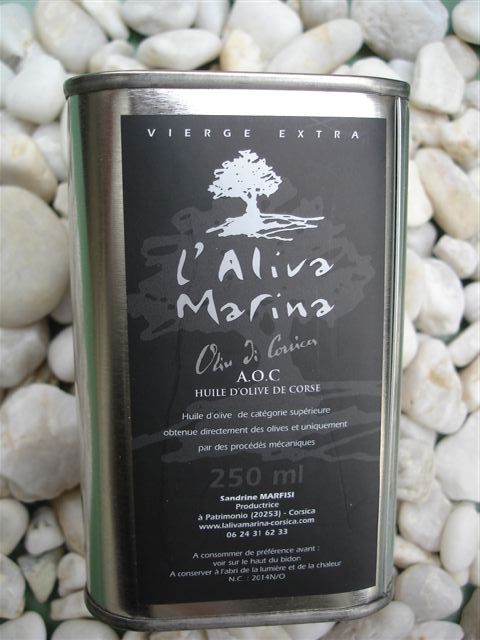 VIERGE EXTRA
L'Aliva
Marina
Oliu di Corsica
A.O.C
HUILE D'OLIVE DE CORSE
Huile d'olive de catégorie supérieure
obtenue directement des olives et uniquement
par des procédés mécaniques
250 ml
Sandrine MARFISI
Productrice
à Patrimonio (20253) - Corsica
www.lalivamarina-corsica.com
06 24 31 62 33
A consommer de préférence avant :
voir sur le haut du bidon
A conserver à l'abri de la lumière et de la chaleur
N.C. : 2014N/O